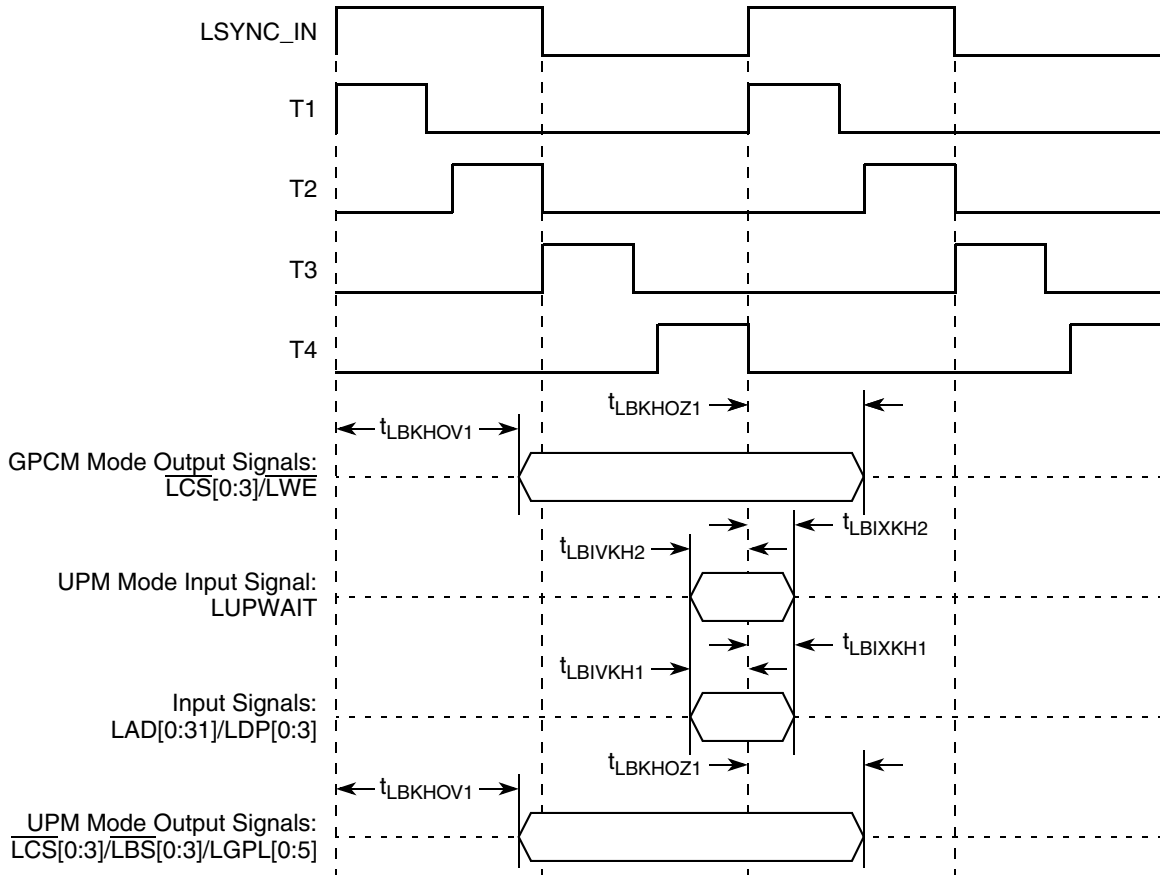 LSYNC_IN
T1
T2
T3
T4
tLBKHOZ1
tLBKHOV1
GPCM Mode Output Signals:
LCS[0:3]/LWE
tLBIXKH2
tLBIVKH2
UPM Mode Input Signal:
LUPWAIT
tLBIXKH1
tLBIVKH1
Input Signals:
LAD[0:31]/LDP[0:3]
tLBKHOZ1
tLBKHOV1
UPM Mode Output Signals:
LCS[0:3]/LBS[0:3]/LGPL[0:5]